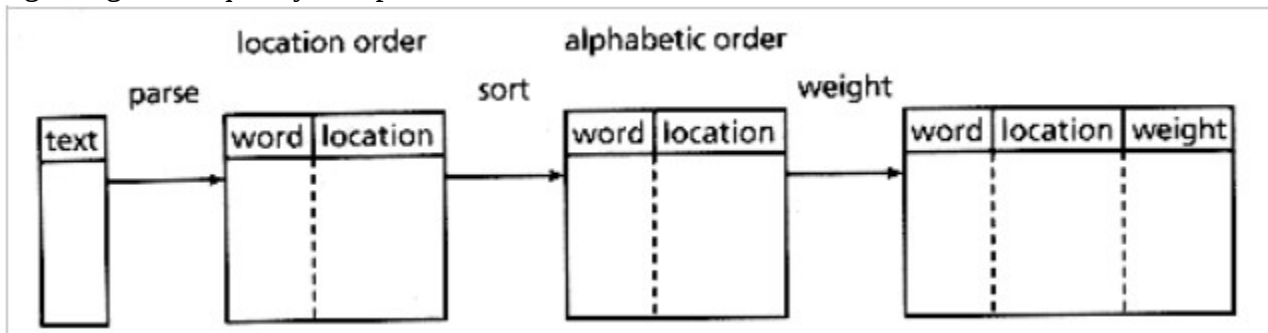 location order
alphabetic order
parse
sort
weight
text
word location
word location
word location weight